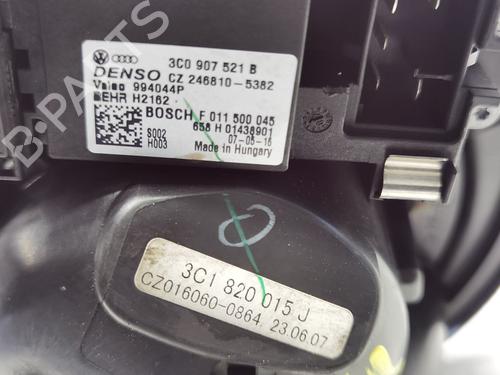 3C0 907 521 B
DENSO CZ 246810-5382
Valeo 994044P
BEHR H2162
BOSCH F 011 500 045
S002 658 H 01438901
H003 07-05-16
Made in Hungary
3C1 820 015 J
CZ016060-0864 23.06.07
B-PARTS